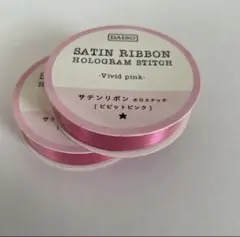 DAISO
SATIN RIBBON
HOLOGRAM STITCH
-Vivid pink-
サテンリボン ホロステッチ
[ビビットピンク]
★